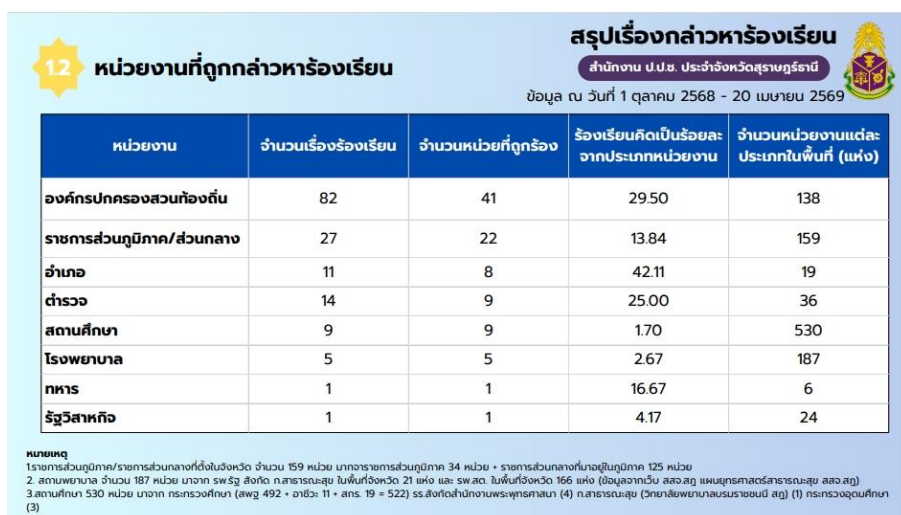 สรุปเรื่องกล่าวหาร้องเรียน
1.2 หน่วยงานที่ถูกกล่าวหาร้องเรียน
สำนักงาน ป.ป.ช. ประจำจังหวัดสุราษฎร์ธานี
ข้อมูล ณ วันที่ 1 ตุลาคม 2568 - 20 เมษายน 2569
หน่วยงาน จำนวนเรื่องร้องเรียน จำนวนหน่วยที่ถูกร้อง ร้องเรียนคิดเป็นร้อยละ จำนวนหน่วยงานแต่ละ
จากประเภทหน่วยงาน ประเภทในพื้นที่ (แห่ง)
องค์กรปกครองสวนท้องถิ่น 82 41 29.50 138
ราชการส่วนภูมิภาค/ส่วนกลาง 27 22 13.84 159
อำเภอ 11 8 42.11 19
ตำรวจ 14 9 25.00 36
สถานศึกษา 9 9 1.70 530
โรงพยาบาล 5 5 2.67 187
ทหาร 1 1 16.67 6
รัฐวิสาหกิจ 1 1 4.17 24
หมายเหตุ
1.ราชการส่วนภูมิภาค/ราชการส่วนกลางที่ตั้งในจังหวัด จำนวน 159 หน่วย มากจาราชการส่วนภูมิภาค 34 หน่วย + ราชการส่วนกลางที่มาอยู่ในภูมิภาค 125 หน่วย
2. สถานพยาบาล จำนวน 187 หน่วย มาจาก รพ.รัฐ สังกัด ก.สาธารณะสุข ในพื้นที่จังหวัด 21 แห่ง และ รพ.สต. ในพื้นที่จังหวัด 166 แห่ง (ข้อมูลจากเว็บ สสจ.สฎ แผนยุทธศาสตร์สาธารณะสุข สสจ.สฎ)
3.สถานศึกษา 530 หน่วย มาจาก กระทรวงศึกษา (สพฐ 492 + อาชีวะ 11 + สกร. 19 = 522) รร.สังกัดสำนักงานพระพุทธศาสนา (4) ก.สาธารณะสุข (วิทยาลัยพยาบาลบรมราชชนนี สฎ) (1) กระทรวงอุดมศึกษา
(3)